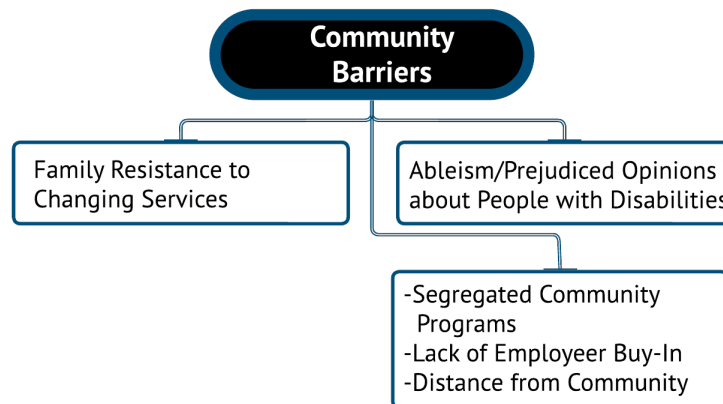 Community
Barriers
Family Resistance to
Changing Services
Ableism/Prejudiced Opinions
about People with Disabilities
-Segregated Community
Programs
-Lack of Employeer Buy-In
-Distance from Community